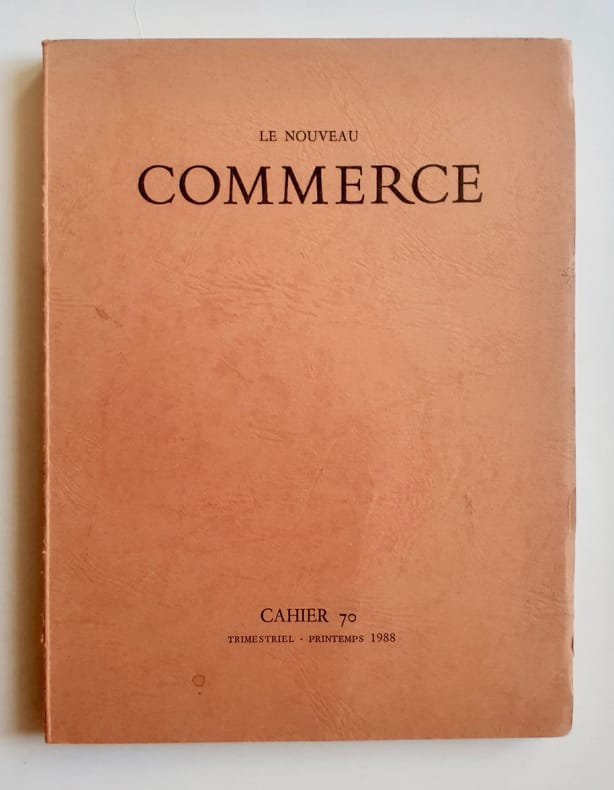 LE NOUVEAU
COMMERCE
CAHIER 70
TRIMESTRIEL - PRINTEMPS 1988